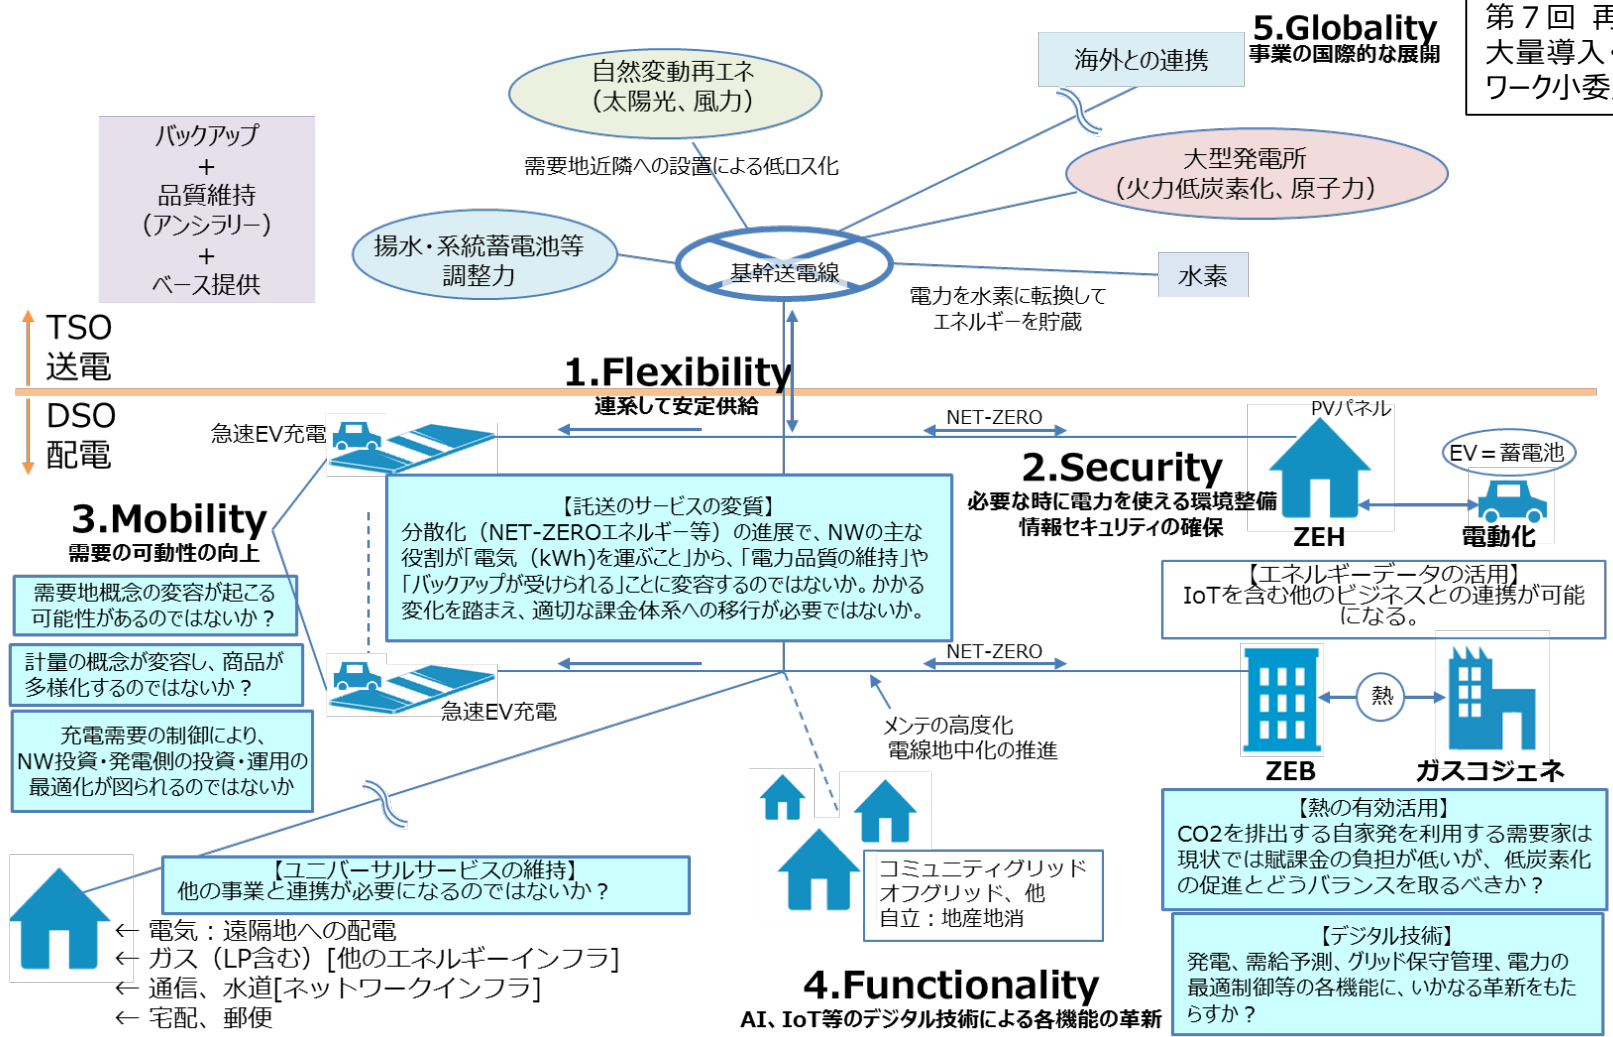 5.Globality
事業の国際的な展開
第７回 再
大量導入・
ワーク小委
海外との連携
自然変動再エネ
（太陽光、風力）
バックアップ
+
品質維持
（アンシラリー）
+
ベース提供
需要地近隣への設置による低ロス化
大型発電所
（火力低炭素化、原子力）
揚水・系統蓄電池等
調整力
基幹送電線
水素
電力を水素に転換して
エネルギーを貯蔵
TSO
送電
1.Flexibility
連系して安定供給
DSO
配電
急速EV充電
NET-ZERO
PVパネル
EV＝蓄電池
2.Security
必要な時に電力を使える環境整備
情報セキュリティの確保
ZEH
電動化
3.Mobility
需要の可動性の向上
【託送のサービスの変質】
分散化（NET-ZEROエネルギー等）の進展で、NWの主な
役割が「電気（kWh)を運ぶこと」から、「電力品質の維持」や
「バックアップが受けられる」ことに変容するのではないか。かかる
変化を踏まえ、適切な課金体系への移行が必要ではないか。
【エネルギーデータの活用】
IoTを含む他のビジネスとの連携が可能
になる。
需要地概念の変容が起こる
可能性があるのではないか？
計量の概念が変容し、商品が
多様化するのではないか？
充電需要の制御により、
NW投資・発電側の投資・運用の
最適化が図られるのではないか
急速EV充電
NET-ZERO
メンテの高度化
電線地中化の推進
熱
ZEB
ガスコジェネ
【熱の有効活用】
CO2を排出する自家発を利用する需要家は
現状では賦課金の負担が低いが、低炭素化
の促進とどうバランスを取るべきか？
【ユニバーサルサービスの維持】
他の事業と連携が必要になるのではないか？
← 電気：遠隔地への配電
← ガス（LP含む）[他のエネルギーインフラ]
← 通信、水道[ネットワークインフラ]
← 宅配、郵便
コミュニティグリッド
オフグリッド、他
自立：地産地消
4.Functionality
AI、IoT等のデジタル技術による各機能の革新
【デジタル技術】
発電、需給予測、グリッド保守管理、電力の
最適制御等の各機能に、いかなる革新をもた
らすか？